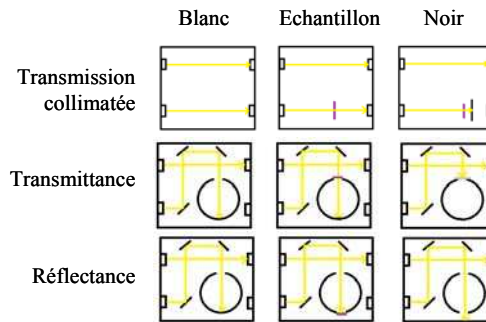 Blanc Echantillon Noir
Transmission
collimatée
Transmittance
Réflectance